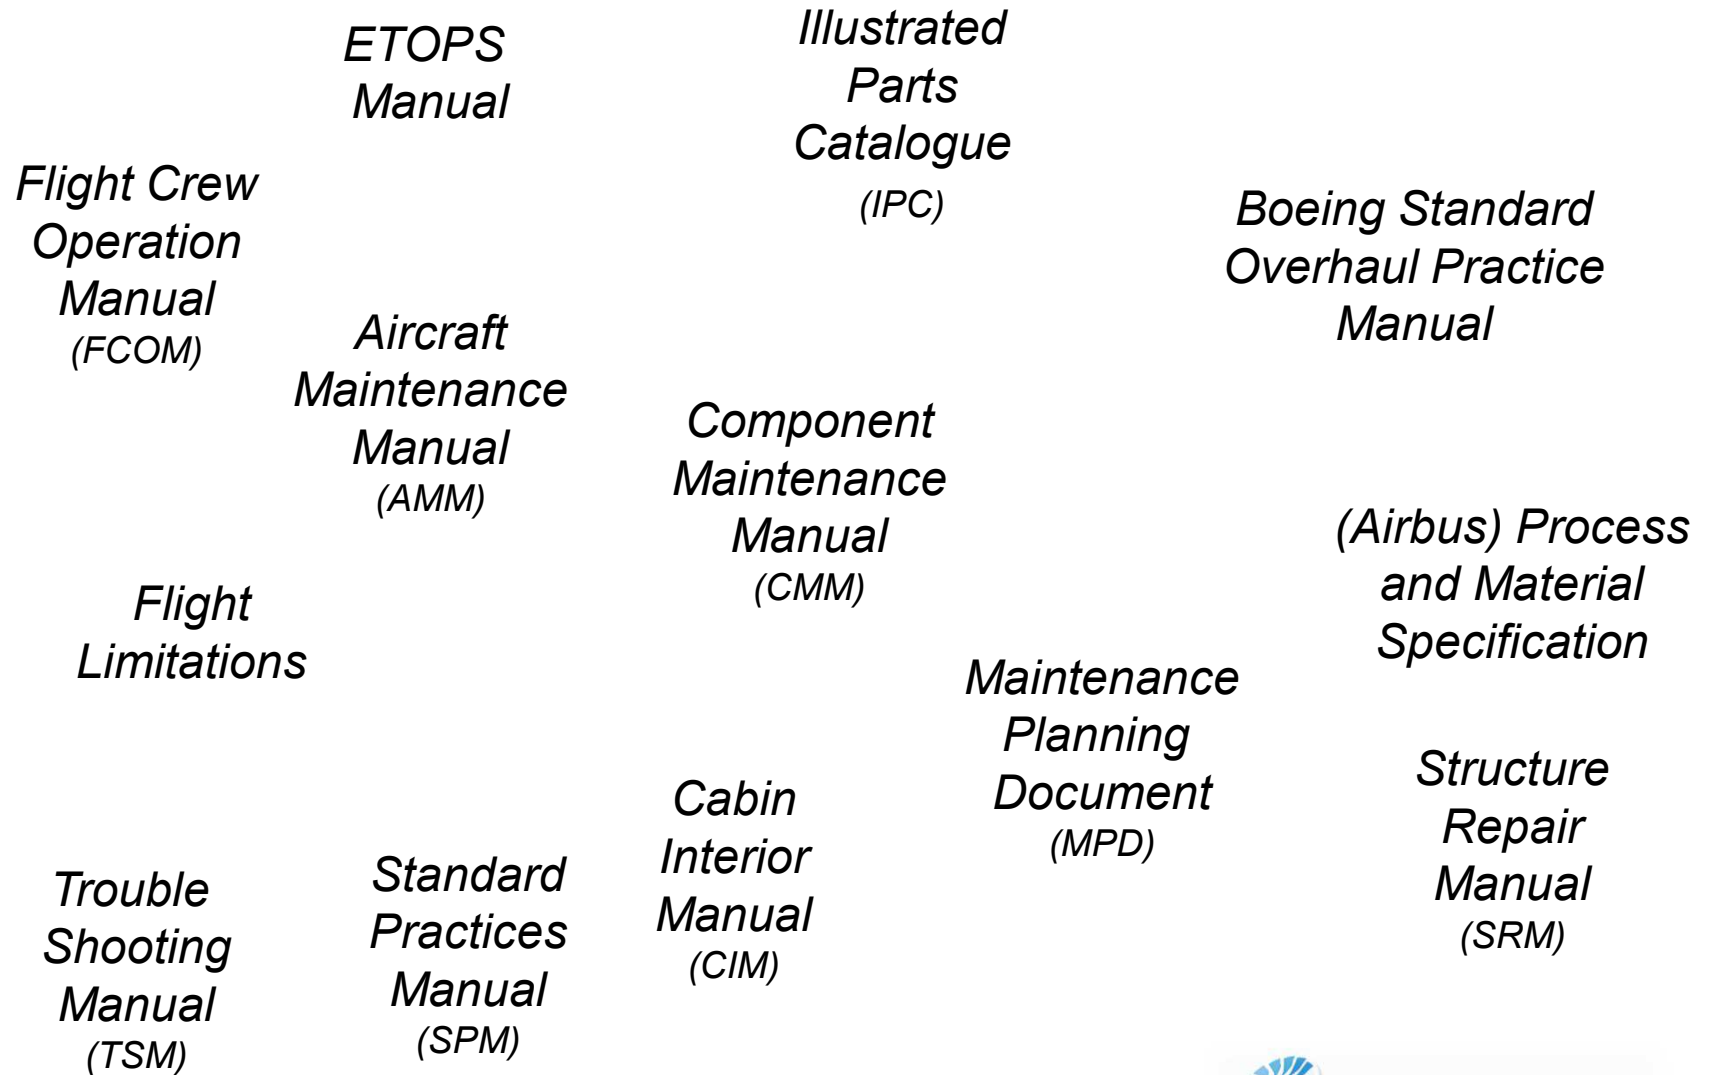 ETOPS
Manual
Illustrated
Parts
Catalogue
(IPC)
Flight Crew
Operation
Manual
(FCOM)
Boeing Standard
Overhaul Practice
Manual
Aircraft
Maintenance
Manual
(AMM)
Component
Maintenance
Manual
(CMM)
(Airbus) Process
and Material
Specification
Flight
Limitations
Maintenance
Planning
Document
(MPD)
Structure
Repair
Manual
(SRM)
Cabin
Interior
Manual
(CIM)
Standard
Practices
Manual
(SPM)
Trouble
Shooting
Manual
(TSM)